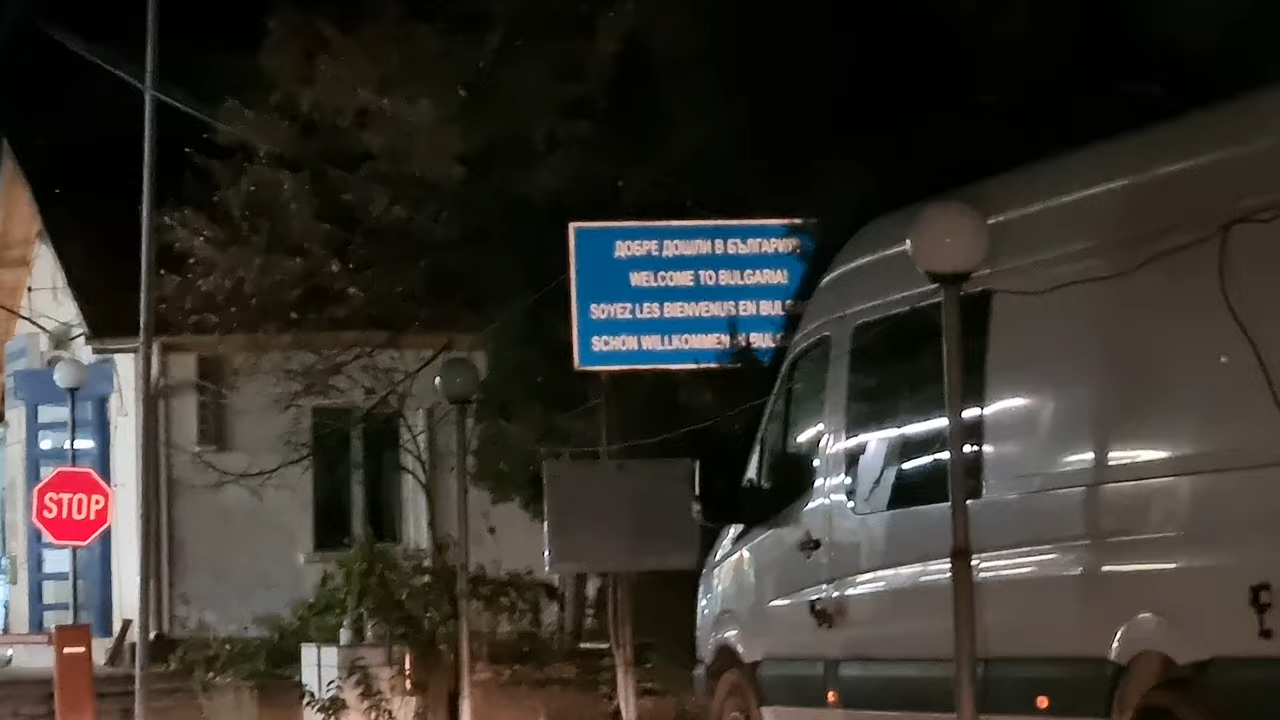 ДОБРЕ ДОШЛИ В БЪЛГАРИЯ!
WELCOME TO BULGARIA!
SOYEZ LES BIENVENUS EN
SCHÖN WILLKOMMEN
STOP